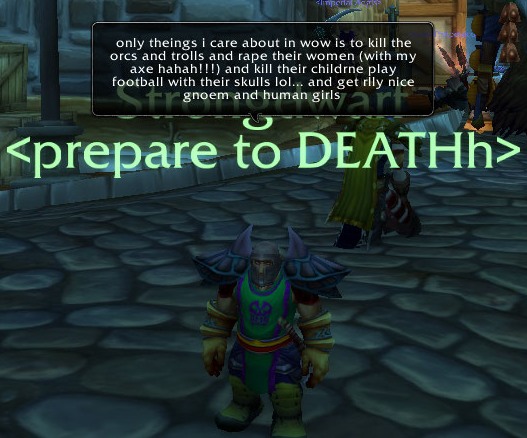 only theings i care about in wow is to kill the
orcs and trolls and rape their women (with my
axe hahah!!!) and kill their childrne play
football with their skulls lol... and get rily nice
gnoem and human girls
<prepare to DEATHh>